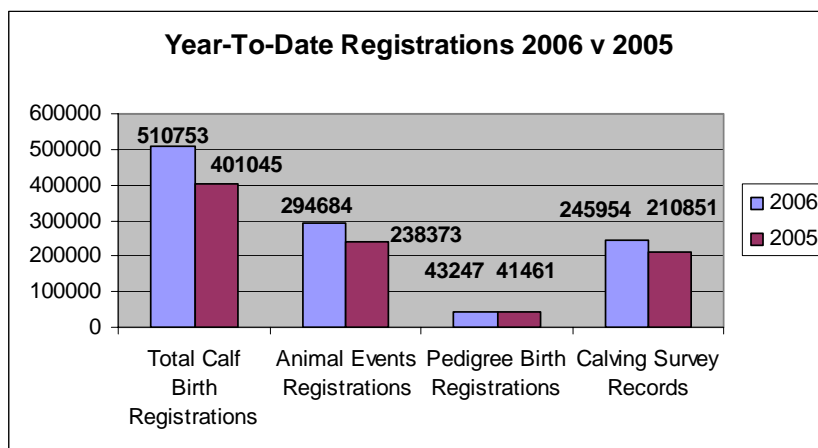 Year-To-Date Registrations 2006 v 2005
600000
500000
400000
300000
200000
100000
0
510753
401045
294684
238373
43247
41461
245954
210851
Total Calf
Birth
Registrations
Animal Events
Registrations
Pedigree Birth
Registrations
Calving Survey
Records
2006
2005